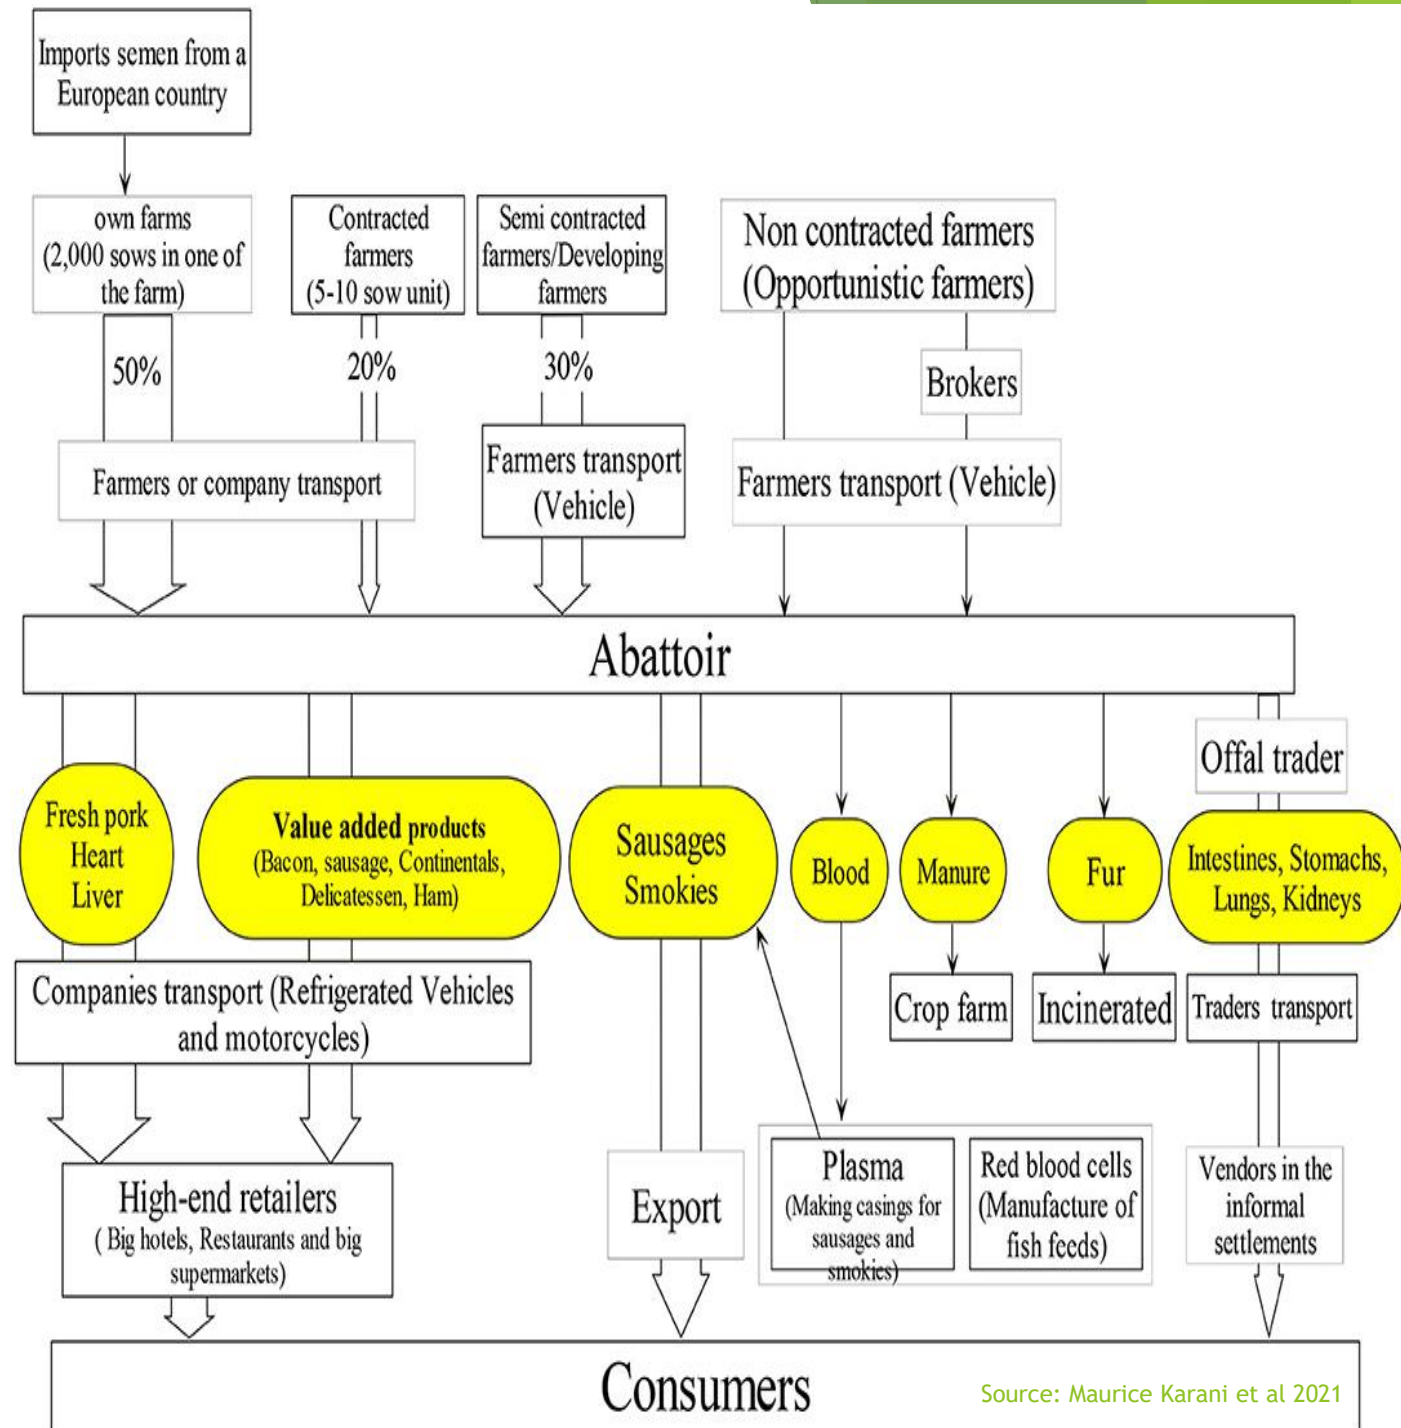 Imports semen from a
European country
own farms
(2,000 sows in one of
the farm)
Contracted
farmers
(5-10 sow unit)
Semi contracted
farmers/Developing
farmers
Non contracted farmers
(Opportunistic farmers)
50%
20%
30%
Brokers
Farmers or company transport
Farmers transport
(Vehicle)
Farmers transport (Vehicle)
Abattoir
Offal trader
Fresh pork
Heart
Liver
Value added products
(Bacon, sausage, Continentals,
Delicatessen, Ham)
Sausages
Smokies
Blood
Manure
Fur
Intestines, Stomachs,
Lungs, Kidneys
Companies transport (Refrigerated Vehicles
and motorcycles)
Crop farm
Incinerated
Traders transport
High-end retailers
( Big hotels, Restaurants and big
supermarkets)
Export
Plasma
(Making casings for
sausages and
smokies)
Red blood cells
(Manufacture of
fish feeds)
Vendors in the
informal
settlements
Consumers
Source: Maurice Karani et al 2021